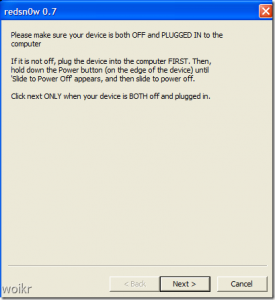 redsn0w 0.7
Please make sure your device is both OFF and PLUGGED IN to the
computer
If it is not off, plug the device into the computer FIRST. Then,
hold down the Power button (on the edge of the device) until
'Slide to Power Off' appears, and then slide to power off.
Click next ONLY when your device is BOTH off and plugged in.
< Back Next > Cancel
woikr